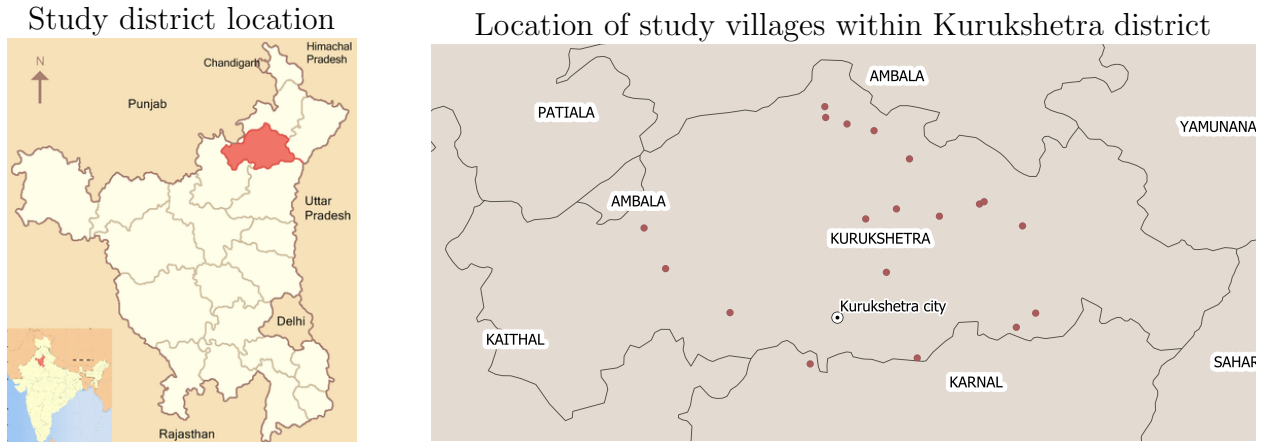 Study district location
Himachal
Pradesh
Chandigarh
N
Punjab
Uttar
Pradesh
Delhi
Rajasthan
Location of study villages within Kurukshetra district
AMBALA
PATIALA
YAMUNANA
AMBALA
KURUKSHETRA
Kurukshetra city
KAITHAL
SAHAR
KARNAL